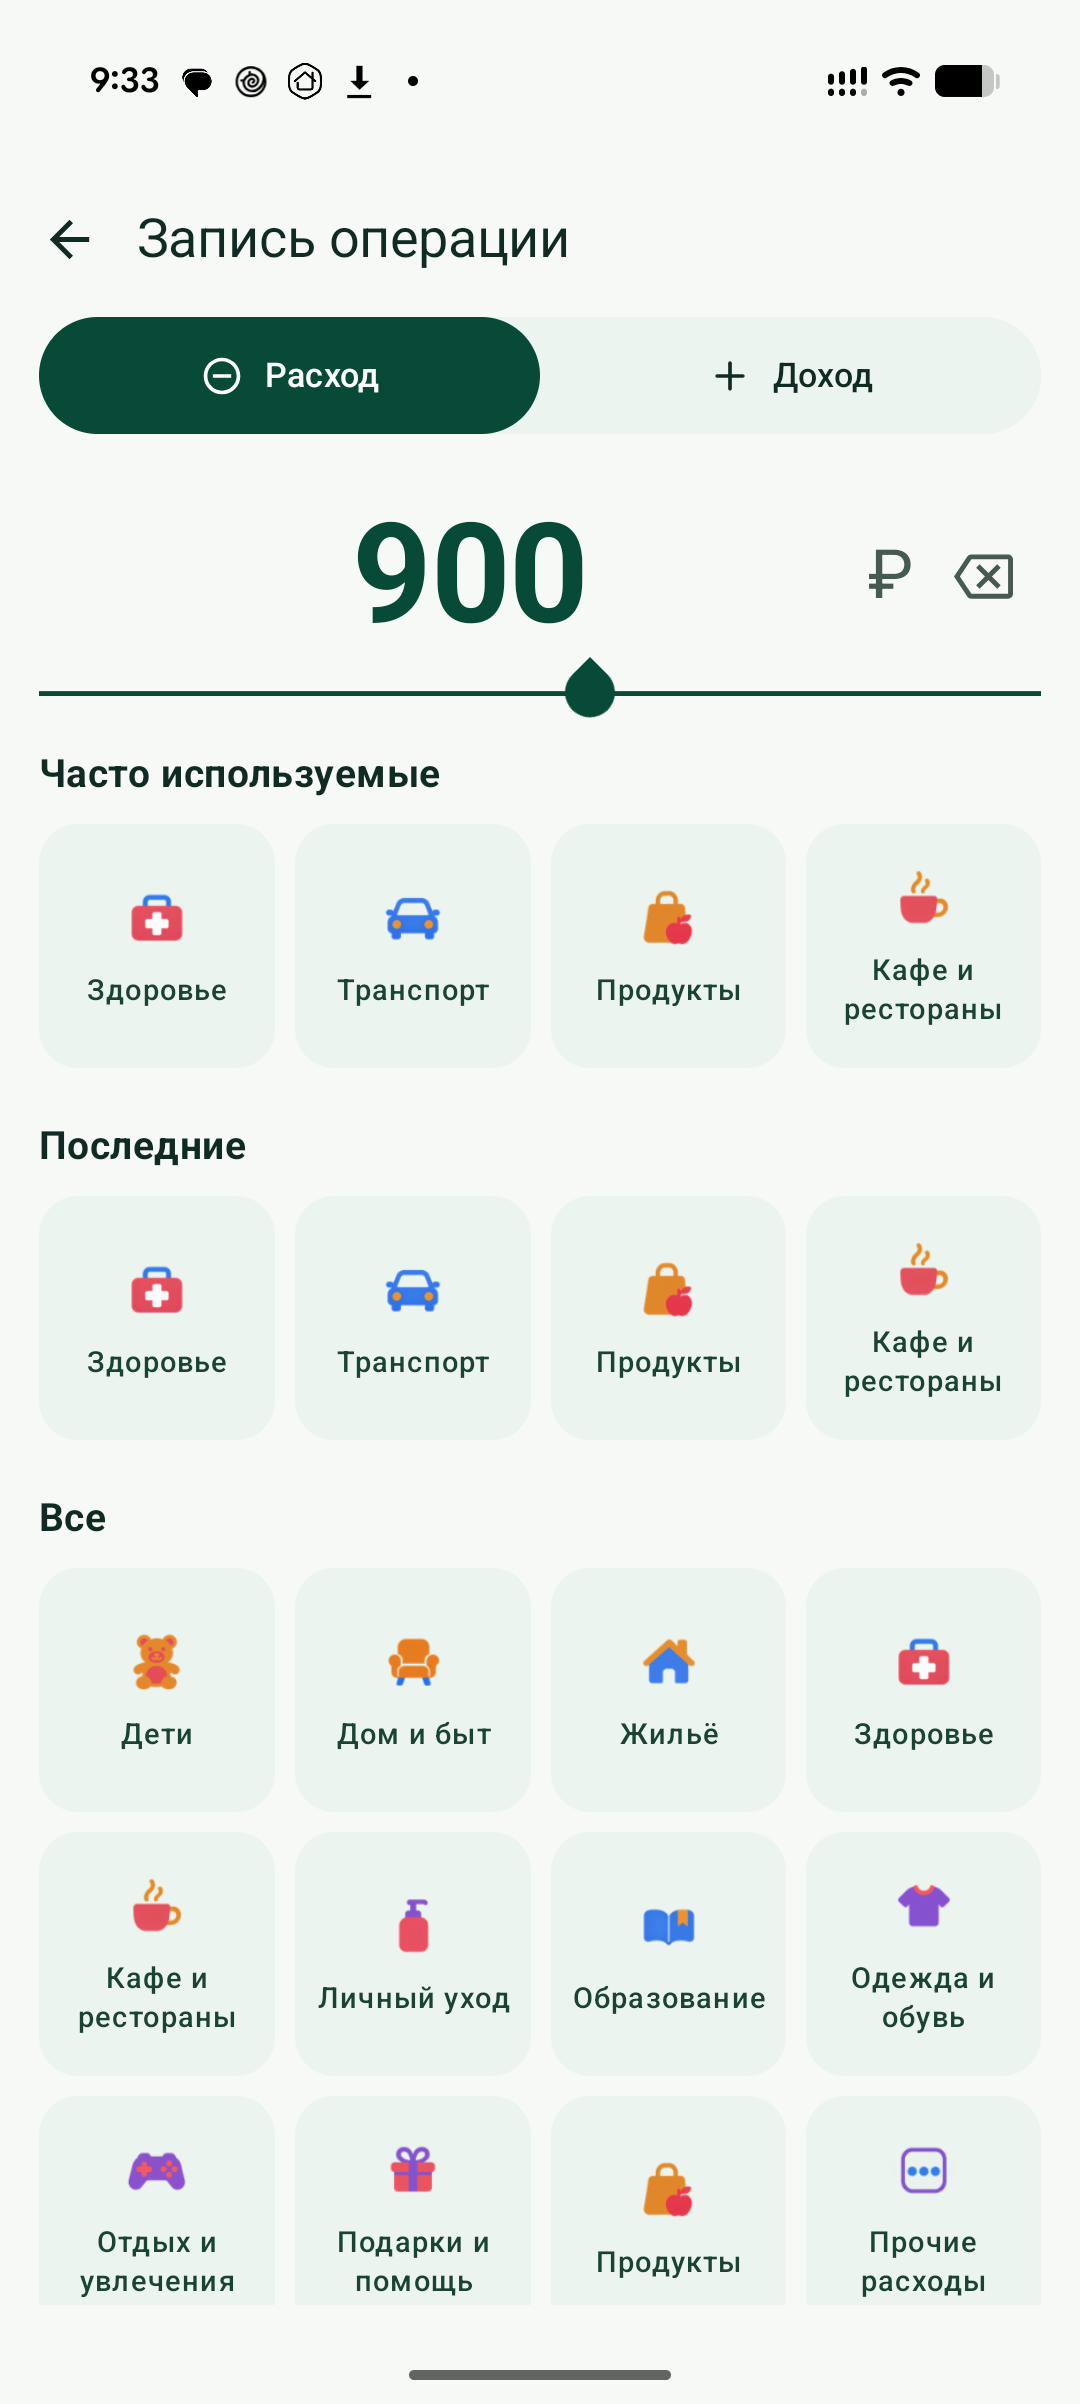 9:33
Запись операции
Расход
Доход
900 ₽
Часто используемые
Здоровье
Транспорт
Продукты
Кафе и
рестораны
Последние
Здоровье
Транспорт
Продукты
Кафе и
рестораны
Все
Дети
Дом и быт
Жильё
Здоровье
Кафе и
рестораны
Личный уход
Образование
Одежда и
обувь
Отдых и
увлечения
Подарки и
помощь
Продукты
Прочие
расходы